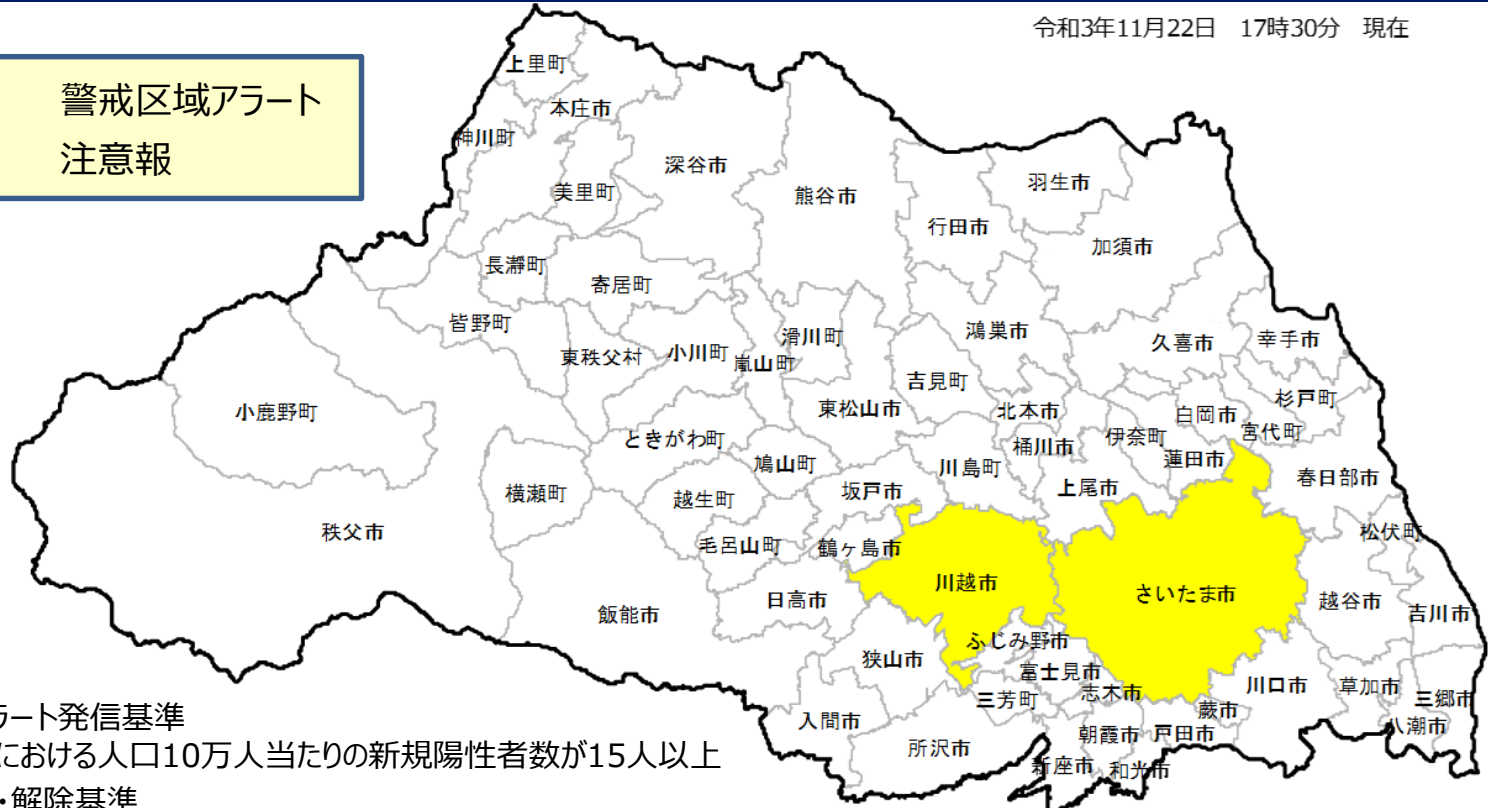 令和3年11月22日 17時30分 現在
警戒区域アラート
注意報
上里町
本庄市
神川町
深谷市
美里町
熊谷市
羽生市
行田市
加須市
長瀞町
寄居町
皆野町
東秩父村
小川町
嵐山町
滑川町
鴻巣市
久喜市
幸手市
吉見町
小鹿野町
東松山市
北本市
白岡市
杉戸町
宮代町
ときがわ町
鳩山町
川島町
桶川市
伊奈町
蓮田市
春日部市
横瀬町
越生町
坂戸市
上尾市
秩父市
毛呂山町
鶴ヶ島市
松伏町
川越市
さいたま市
日高市
飯能市
越谷市
吉川市
ふじみ野市
狭山市
富士見市
川口市
草加市
三郷市
三芳町
志木市
蕨市
入間市
所沢市
朝霞市
戸田市
八潮市
新座市
和光市
ラート発信基準
における人口10万人当たりの新規陽性者数が15人以上
・解除基準